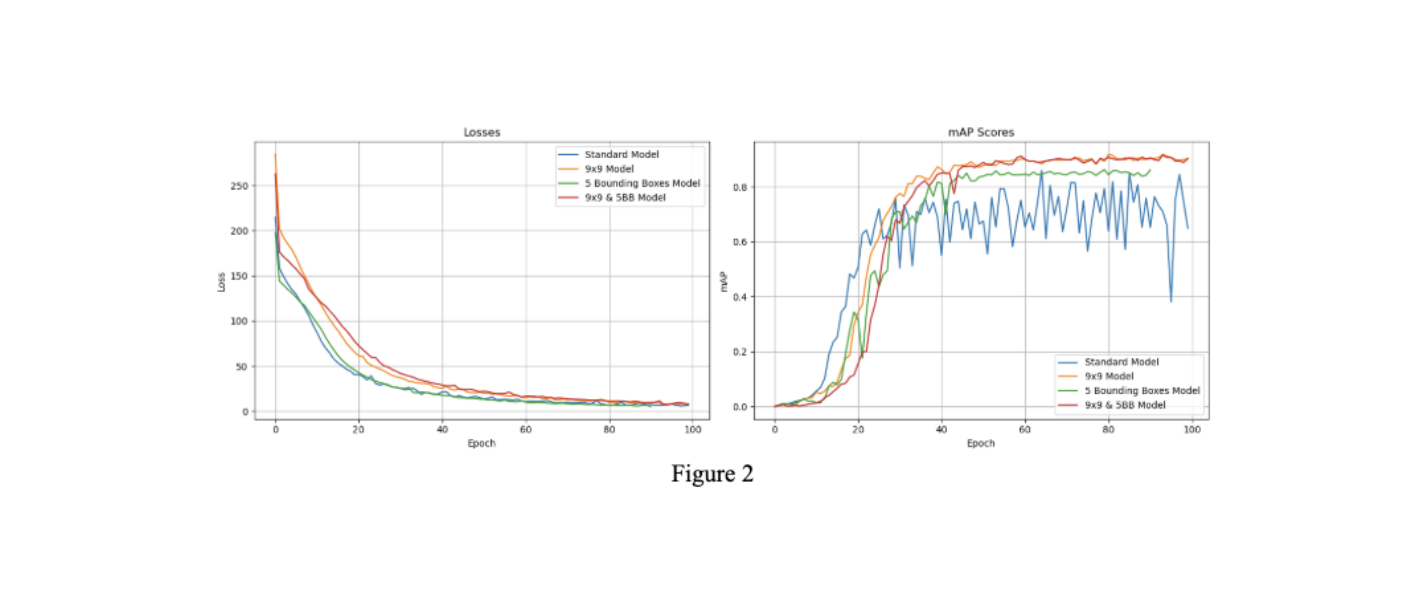 Losses
Loss
250
200
150
100
50
0
0 20 40 60 80 100
Epoch
Standard Model
9x9 Model
5 Bounding Boxes Model
9x9 & 5BB Model
mAP Scores
mAP
0.8
0.6
0.4
0.2
0.0
0 20 40 60 80 100
Epoch
Standard Model
9x9 Model
5 Bounding Boxes Model
9x9 & 5BB Model
Figure 2